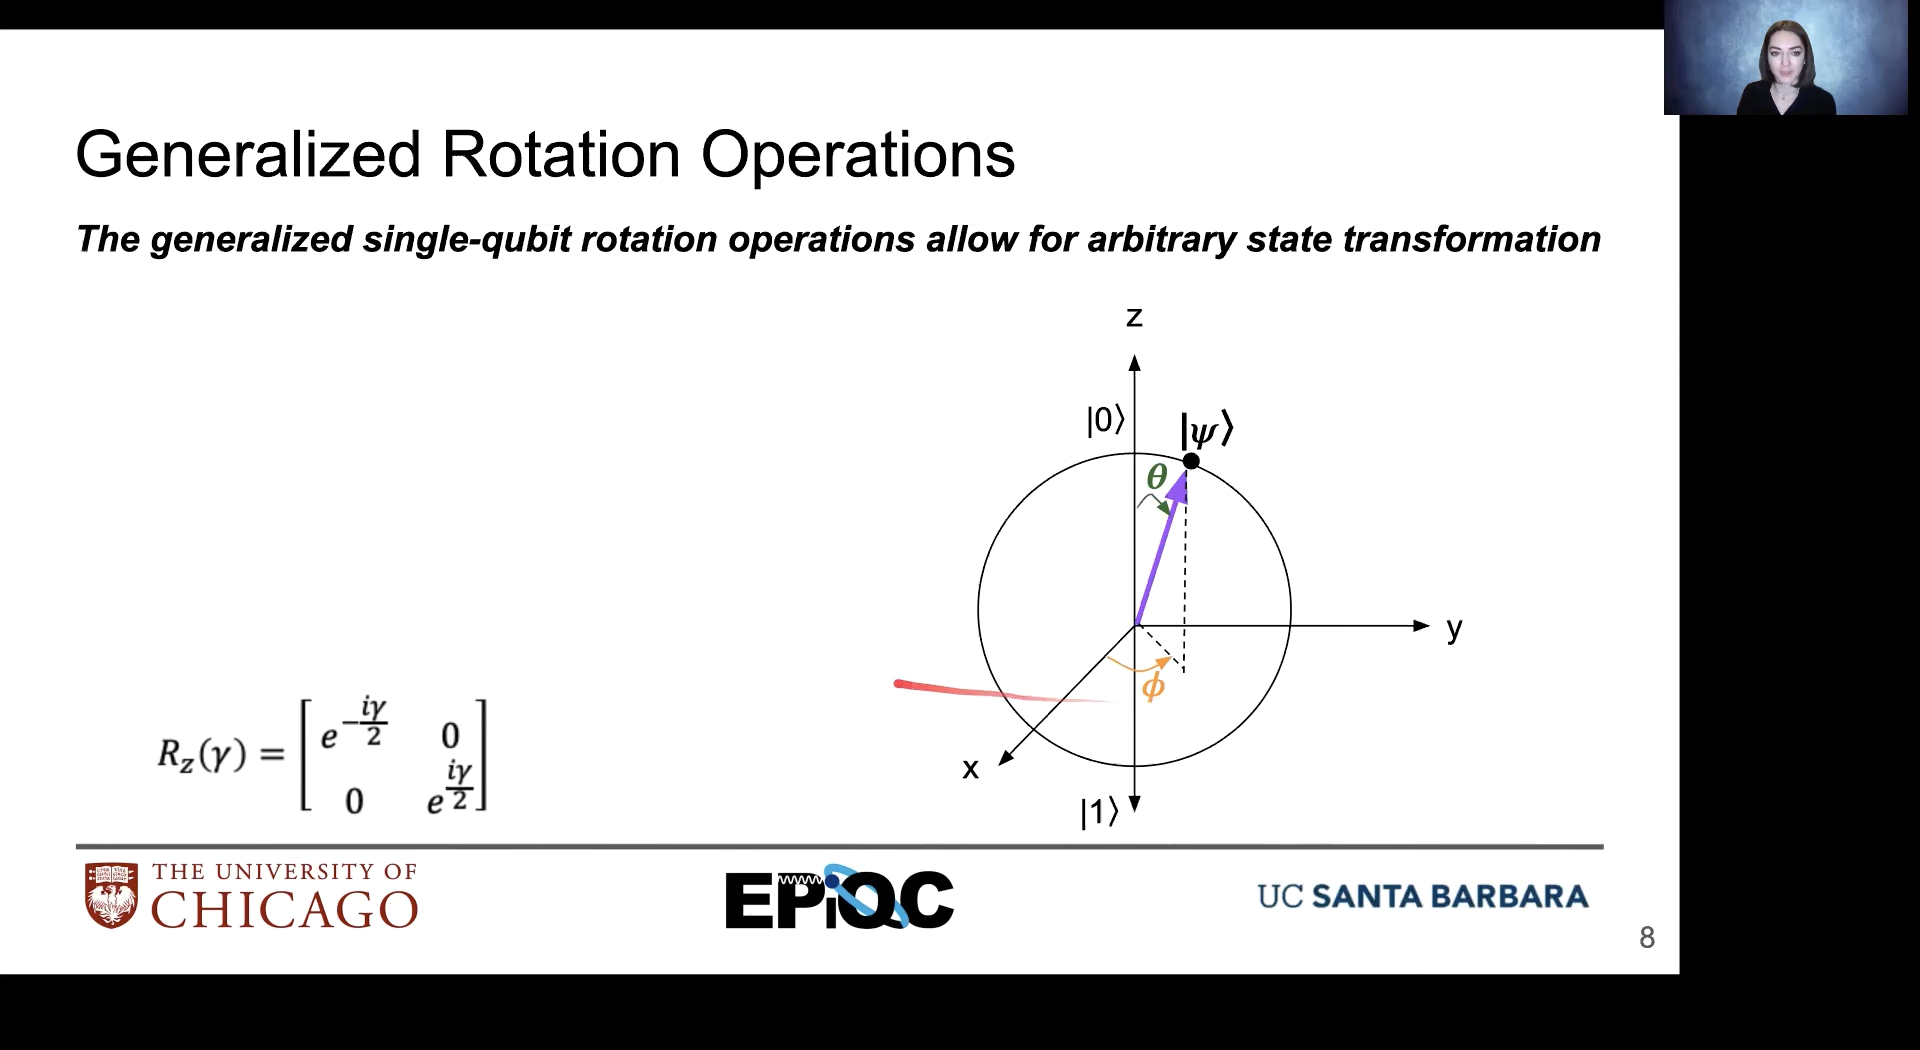 Generalized Rotation Operations
The generalized single-qubit rotation operations allow for arbitrary state transformation
z
|0⟩
|ψ⟩
θ
y
ϕ
x
|1⟩
R_z(γ) = [ e^{-iγ/2} 0
0 e^{iγ/2} ]
THE UNIVERSITY OF
CHICAGO
EPiQC
UC SANTA BARBARA
8